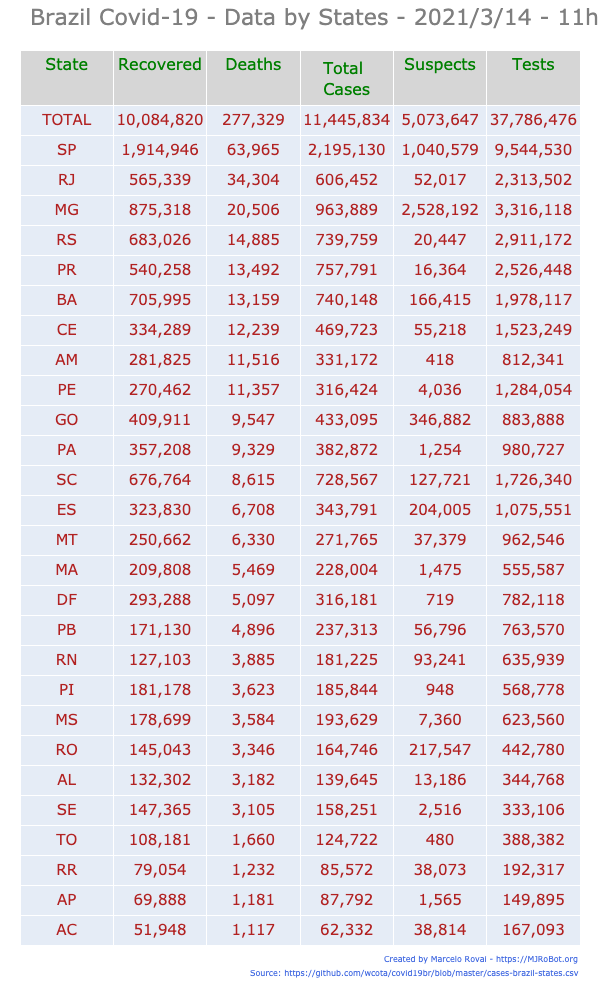 Brazil Covid-19 - Data by States - 2021/3/14 - 11h
State Recovered Deaths Total Cases Suspects Tests
TOTAL 10,084,820 277,329 11,445,834 5,073,647 37,786,476
SP 1,914,946 63,965 2,195,130 1,040,579 9,544,530
RJ 565,339 34,304 606,452 52,017 2,313,502
MG 875,318 20,506 963,889 2,528,192 3,316,118
RS 683,026 14,885 739,759 20,447 2,911,172
PR 540,258 13,492 757,791 16,364 2,526,448
BA 705,995 13,159 740,148 166,415 1,978,117
CE 334,289 12,239 469,723 55,218 1,523,249
AM 281,825 11,516 331,172 418 812,341
PE 270,462 11,357 316,424 4,036 1,284,054
GO 409,911 9,547 433,095 346,882 883,888
PA 357,208 9,329 382,872 1,254 980,727
SC 676,764 8,615 728,567 127,721 1,726,340
ES 323,830 6,708 343,791 204,005 1,075,551
MT 250,662 6,330 271,765 37,379 962,546
MA 209,808 5,469 228,004 1,475 555,587
DF 293,288 5,097 316,181 719 782,118
PB 171,130 4,896 237,313 56,796 763,570
RN 127,103 3,885 181,225 93,241 635,939
PI 181,178 3,623 185,844 948 568,778
MS 178,699 3,584 193,629 7,360 623,560
RO 145,043 3,346 164,746 217,547 442,780
AL 132,302 3,182 139,645 13,186 344,768
SE 147,365 3,105 158,251 2,516 333,106
TO 108,181 1,660 124,722 480 388,382
RR 79,054 1,232 85,572 38,073 192,317
AP 69,888 1,181 87,792 1,565 149,895
AC 51,948 1,117 62,332 38,814 167,093
Created by Marcelo Rovai - https://MJRoBot.org
Source: https://github.com/wcota/covid19br/blob/master/cases-brazil-states.csv